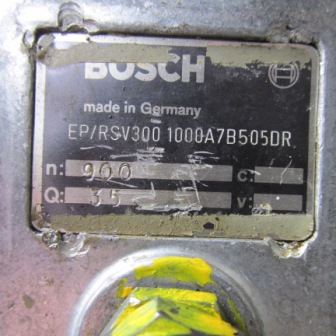 BOSCH
made in Germany
EP/RSV300 1000A7B505DR
n: 900 c:
Q: 35 v: